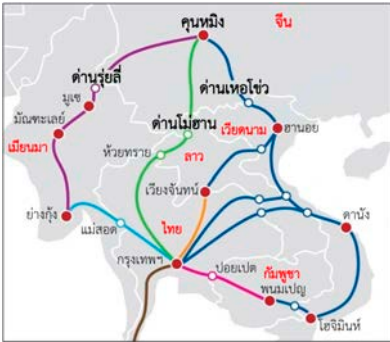 คุนหมิง
จีน
ด่านรุ่ยลี่
มูเซ
ด่านเหอโข่ว
มัณฑะเลย์
ด่านโม่ฮาน
เวียดนาม
ฮานอย
เมียนมา
ห้วยทราย
ลาว
เวียงจันทน์
ย่างกุ้ง
แม่สอด
ไทย
ดานัง
กรุงเทพฯ
ปอยเปต
กัมพูชา
พนมเปญ
โฮจิมินห์